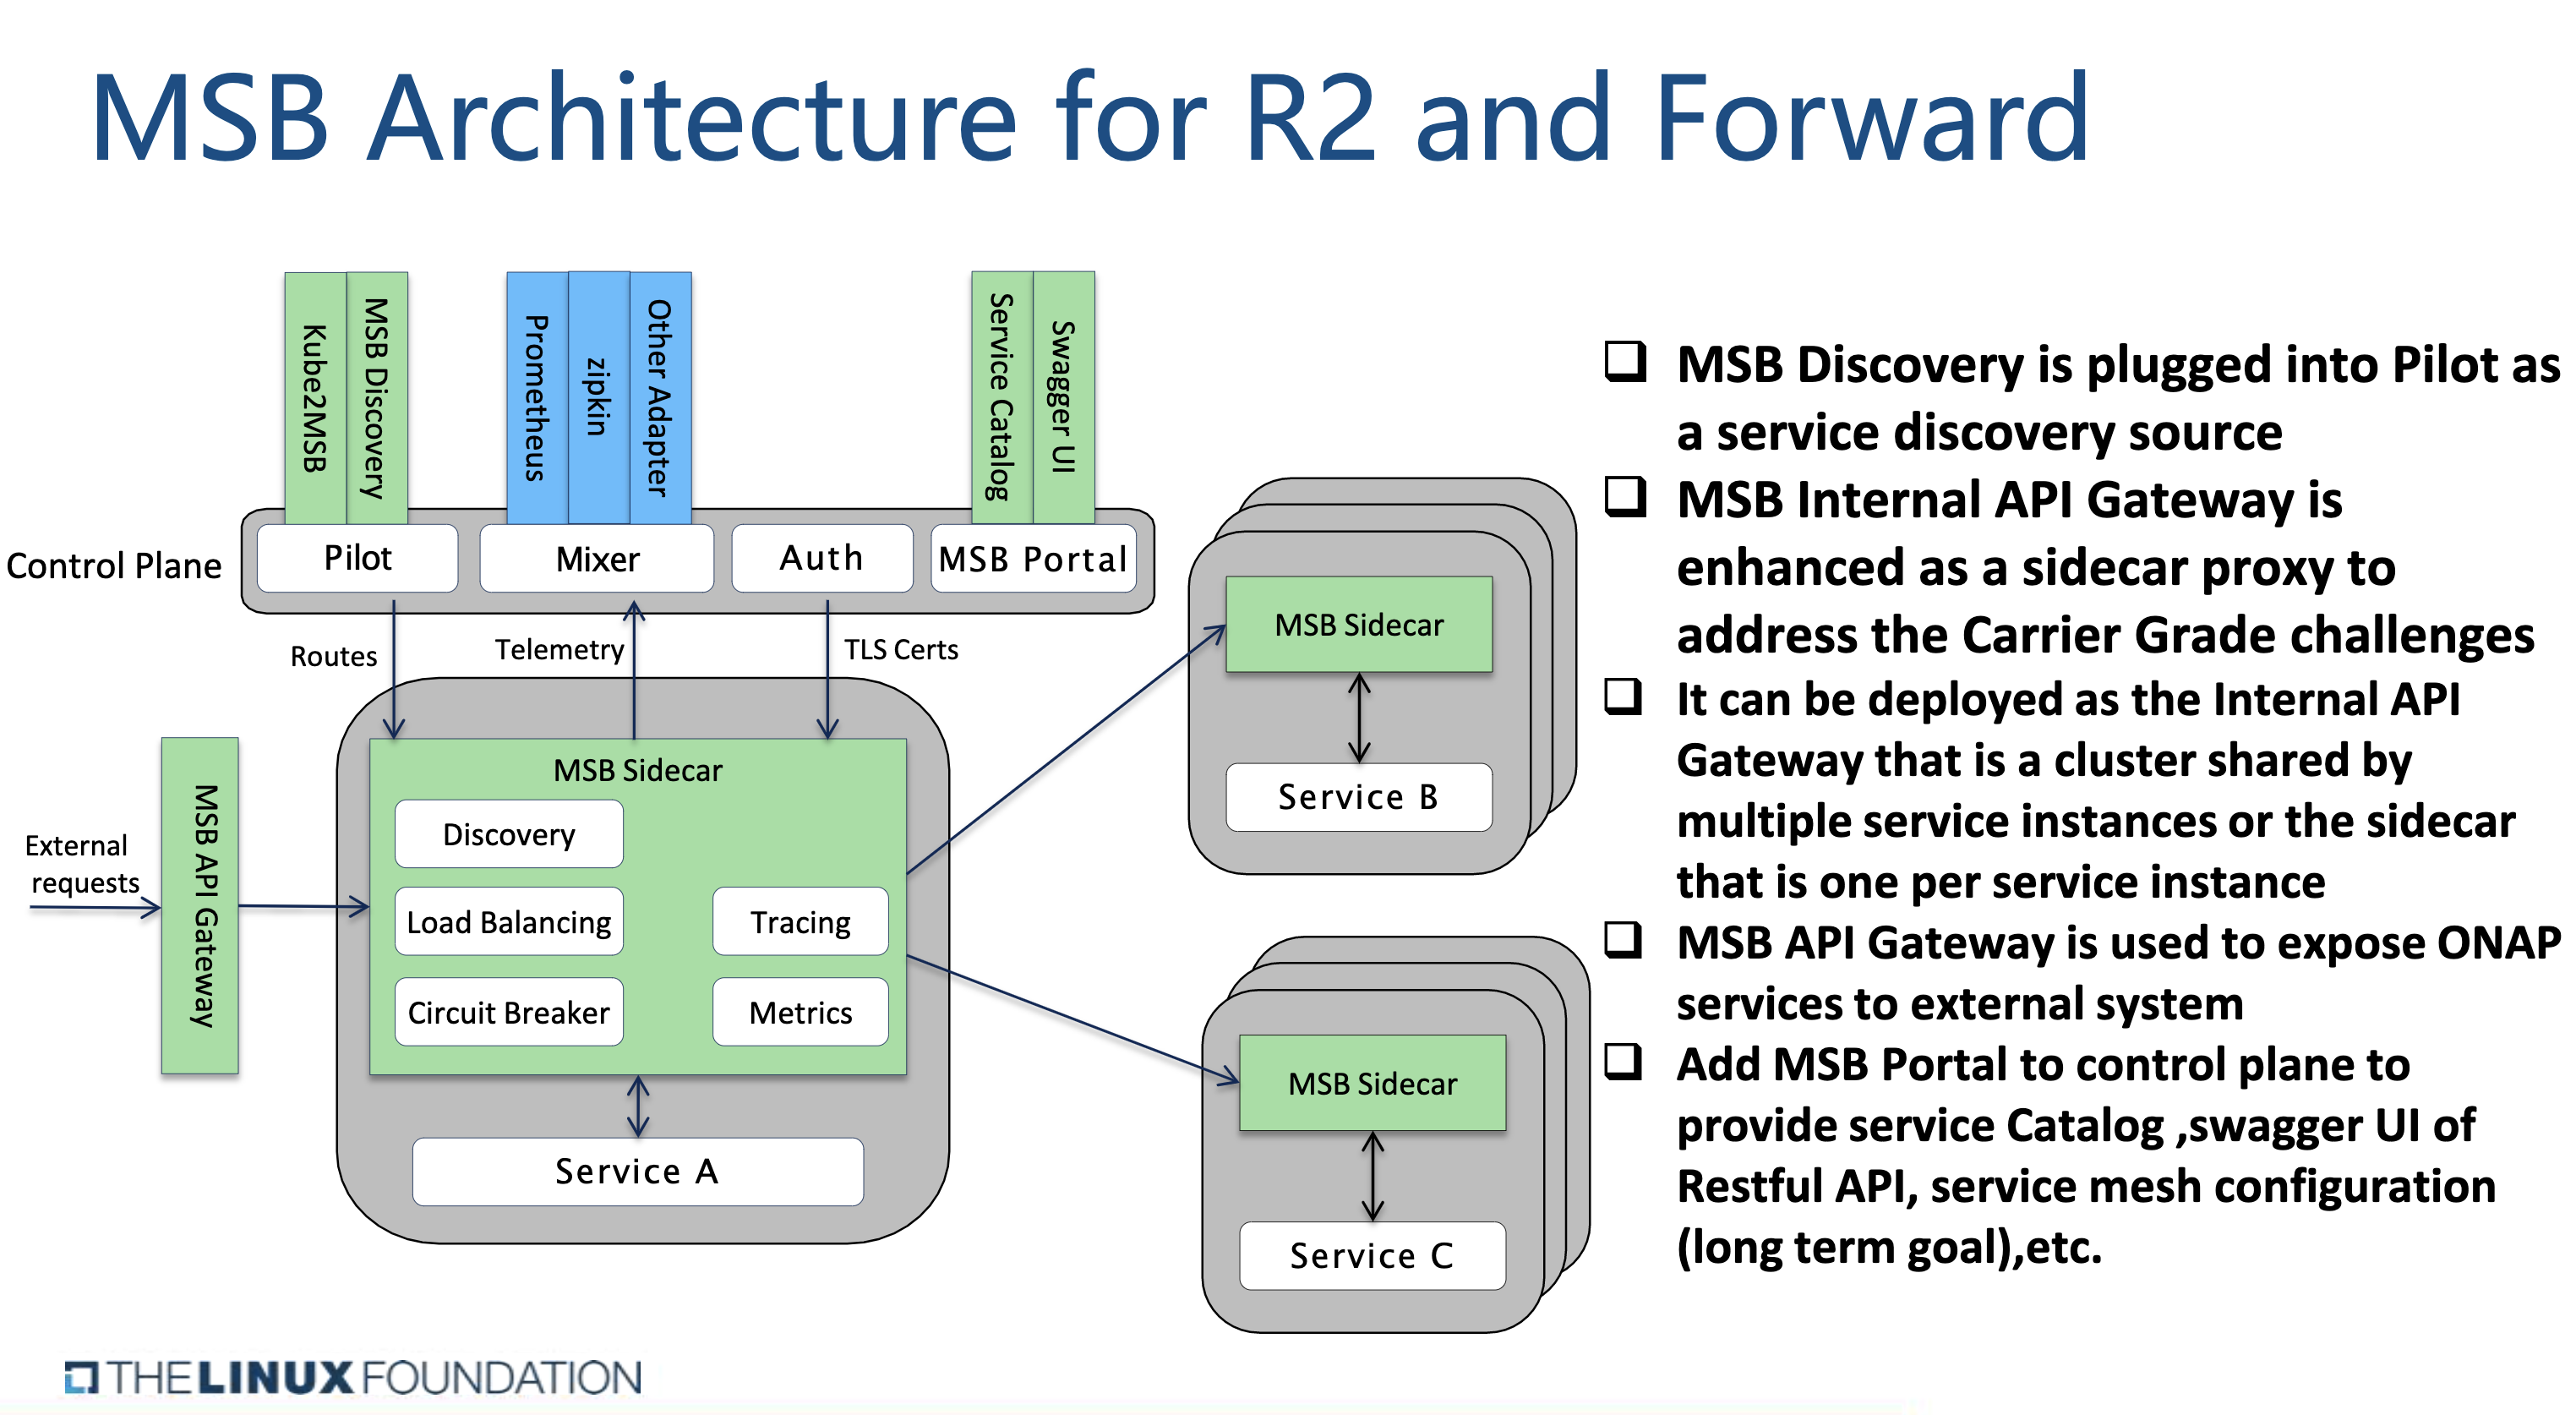 MSB Architecture for R2 and Forward
Kube2MSB
MSB Discovery
Prometheus
zipkin
Other Adapter
Service Catalog
Swagger UI
Control Plane
Pilot
Mixer
Auth
MSB Portal
Routes
Telemetry
TLS Certs
External
requests
MSB API Gateway
MSB Sidecar
Discovery
Load Balancing
Circuit Breaker
Tracing
Metrics
Service A
MSB Sidecar
Service B
MSB Sidecar
Service C
❑ MSB Discovery is plugged into Pilot as
a service discovery source
❑ MSB Internal API Gateway is
enhanced as a sidecar proxy to
address the Carrier Grade challenges
❑ It can be deployed as the Internal API
Gateway that is a cluster shared by
multiple service instances or the sidecar
that is one per service instance
❑ MSB API Gateway is used to expose ONAP
services to external system
❑ Add MSB Portal to control plane to
provide service Catalog ,swagger UI of
Restful API, service mesh configuration
(long term goal),etc.
THE LINUX FOUNDATION